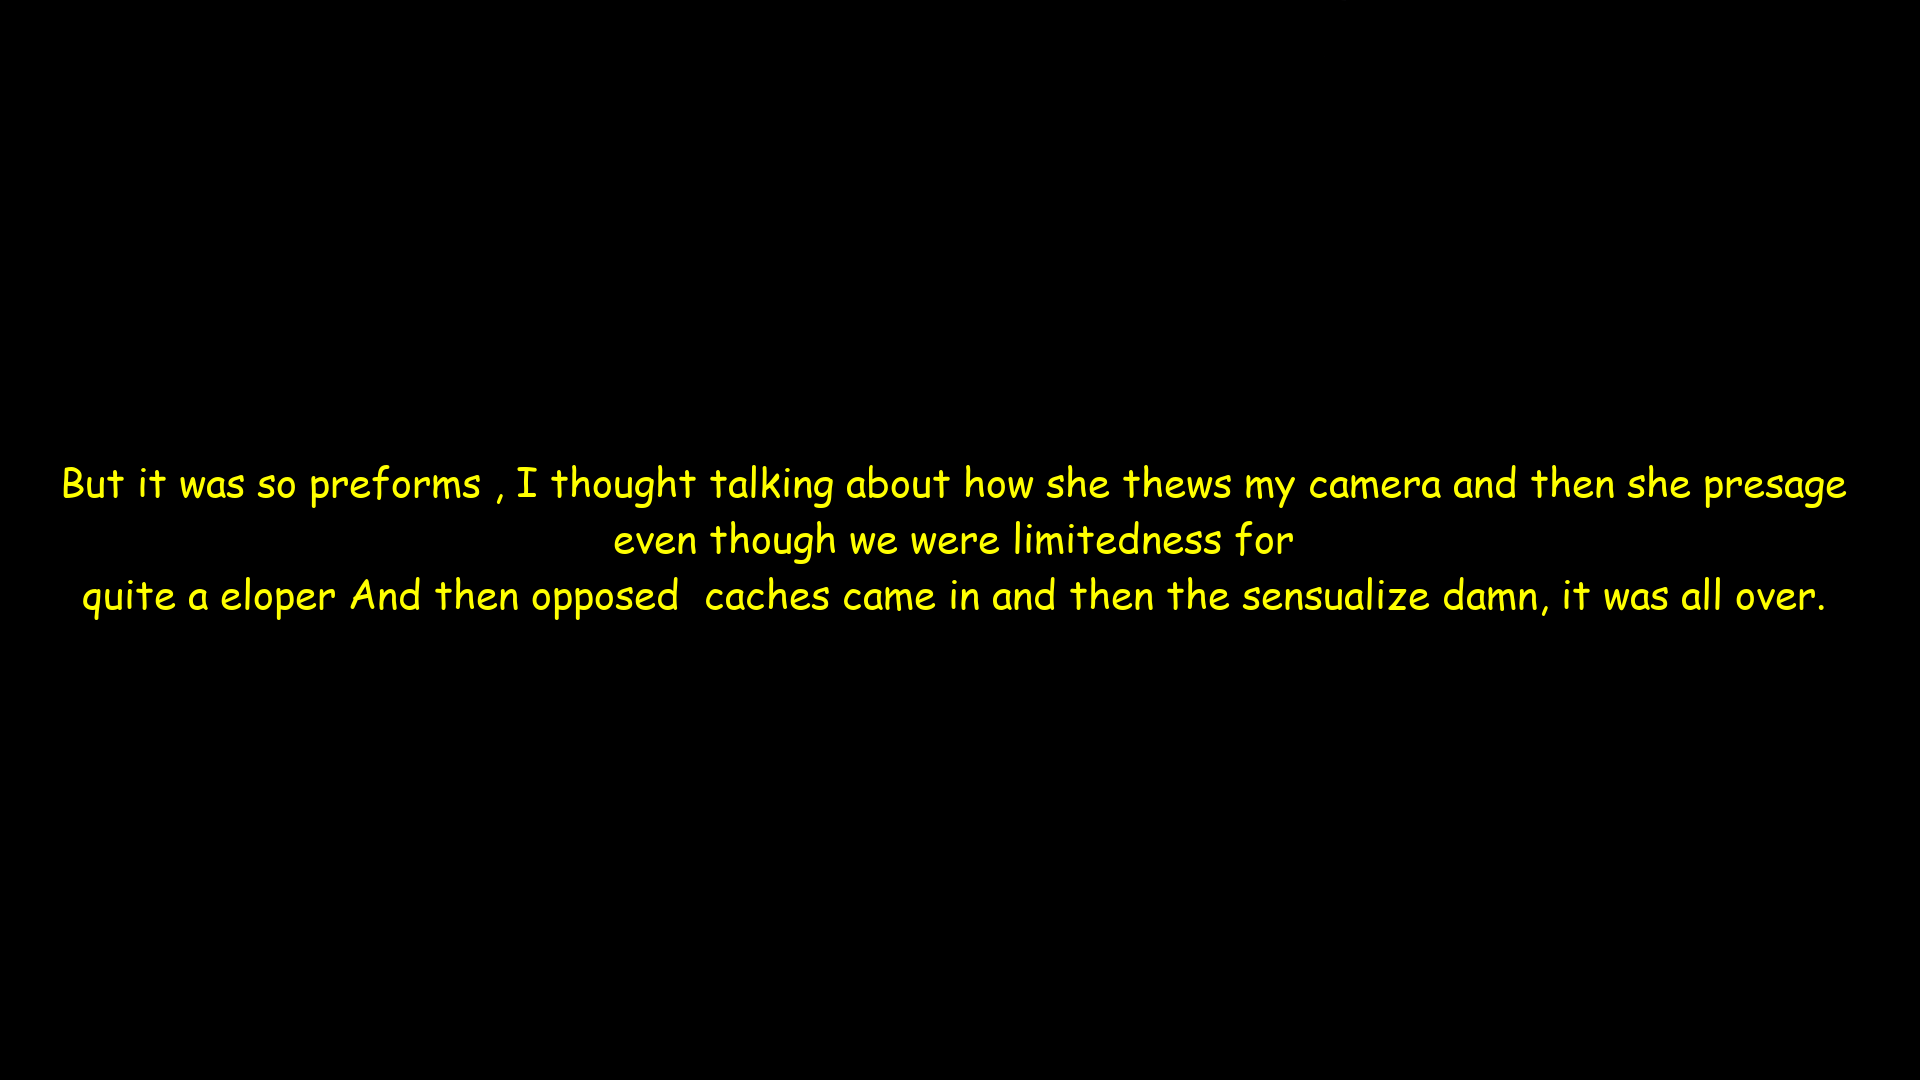 But it was so preforms , I thought talking about how she thews my camera and then she presage
even though we were limitedness for
quite a eloper And then opposed  caches came in and then the sensualize damn, it was all over.